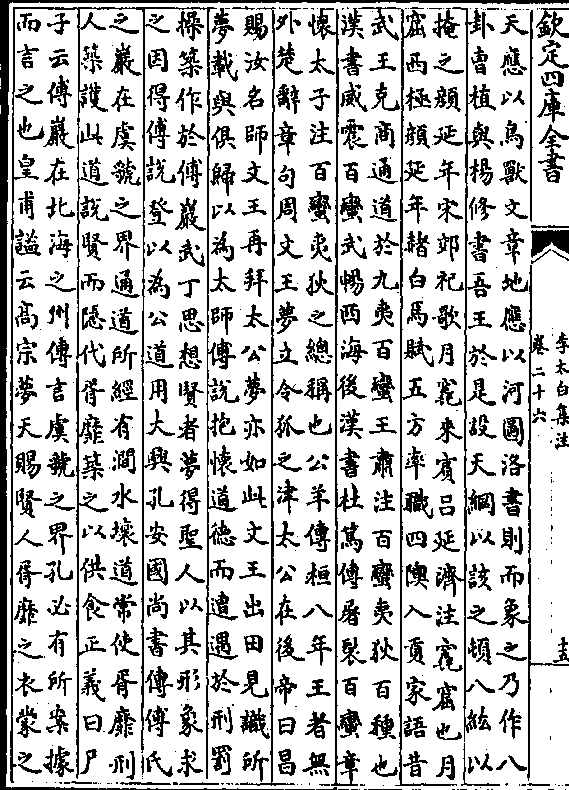 欽定四庫全書
李太白集注
卷二十六
十五
天應以鳥獸文章地應以河圖洛書則而象之乃作八
卦曹植與楊修書吾王於是設天綱以該之頓八紘以
掩之顔延年宋郊祀歌月竁來賓吕延濟注竁窟也月
窟西極顔延年赭白馬賦五方率職四隩入貢家語昔
武王克商通道於九夷百蠻王肅注百蠻夷狄百種也
漢書威震百蠻武暢西海後漢書杜篤傳屠裂百蠻章
懷太子注百蠻夷狄之總稱也公羊傳桓八年王者無
外楚辭章句周文王夢立令狐之津太公在後帝曰昌
賜汝名師文王再拜太公夢亦如此文王出田見識所
夢載與俱歸以為太師傅說抱懷道德而遭遇於刑罰
操築作於傅巖武丁思想賢者夢得聖人以其形象求
之因得傅說登以為公道用大興孔安國尚書傳傅氏
之巖在虞虢之界通道所經有澗水壞道常使胥靡刑
人築䕶此道說賢而隠代胥靡築之以供食正義曰尸
子云傅巖在北海之州傳言虞虢之界孔必有所案據
而言之也皇甫謐云髙宗夢天賜賢人胥靡之衣蒙之